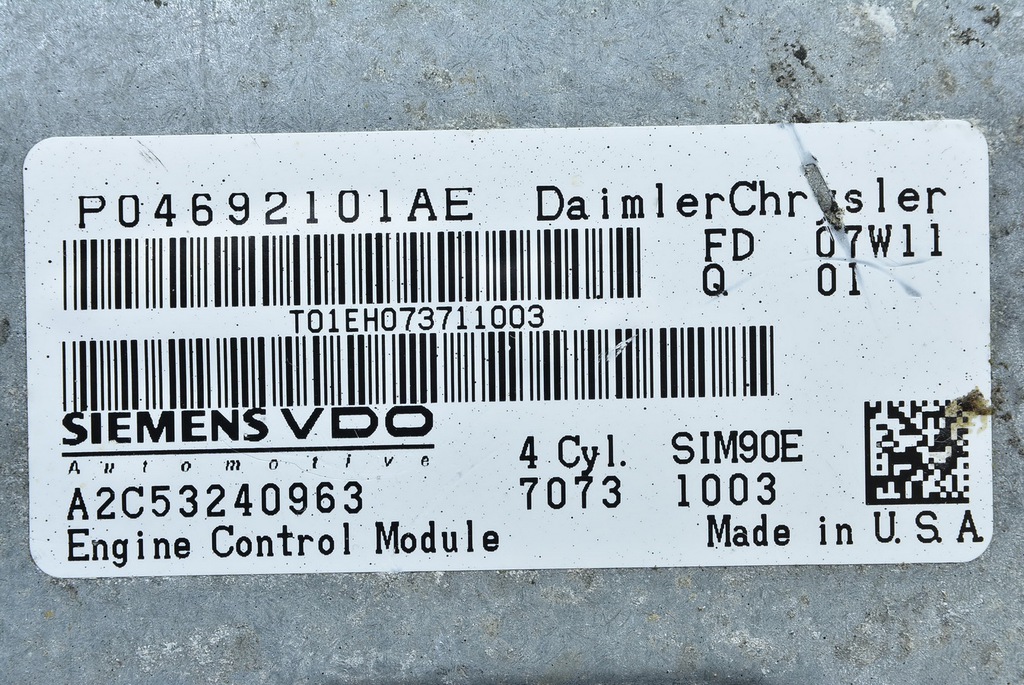 P04692101AE DaimlerChrysler
FD 07W11
Q 01
T01EH073711003
SIEMENS VDO
Automotive
4 Cyl. SIM90E
A2C53240963 7073 1003
Engine Control Module Made in U.S.A